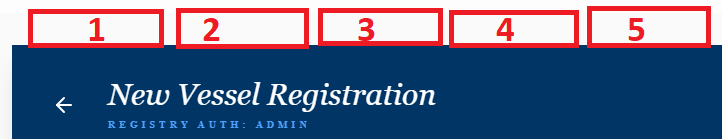 1 2 3 4 5
New Vessel Registration
REGISTRY AUTH: ADMIN